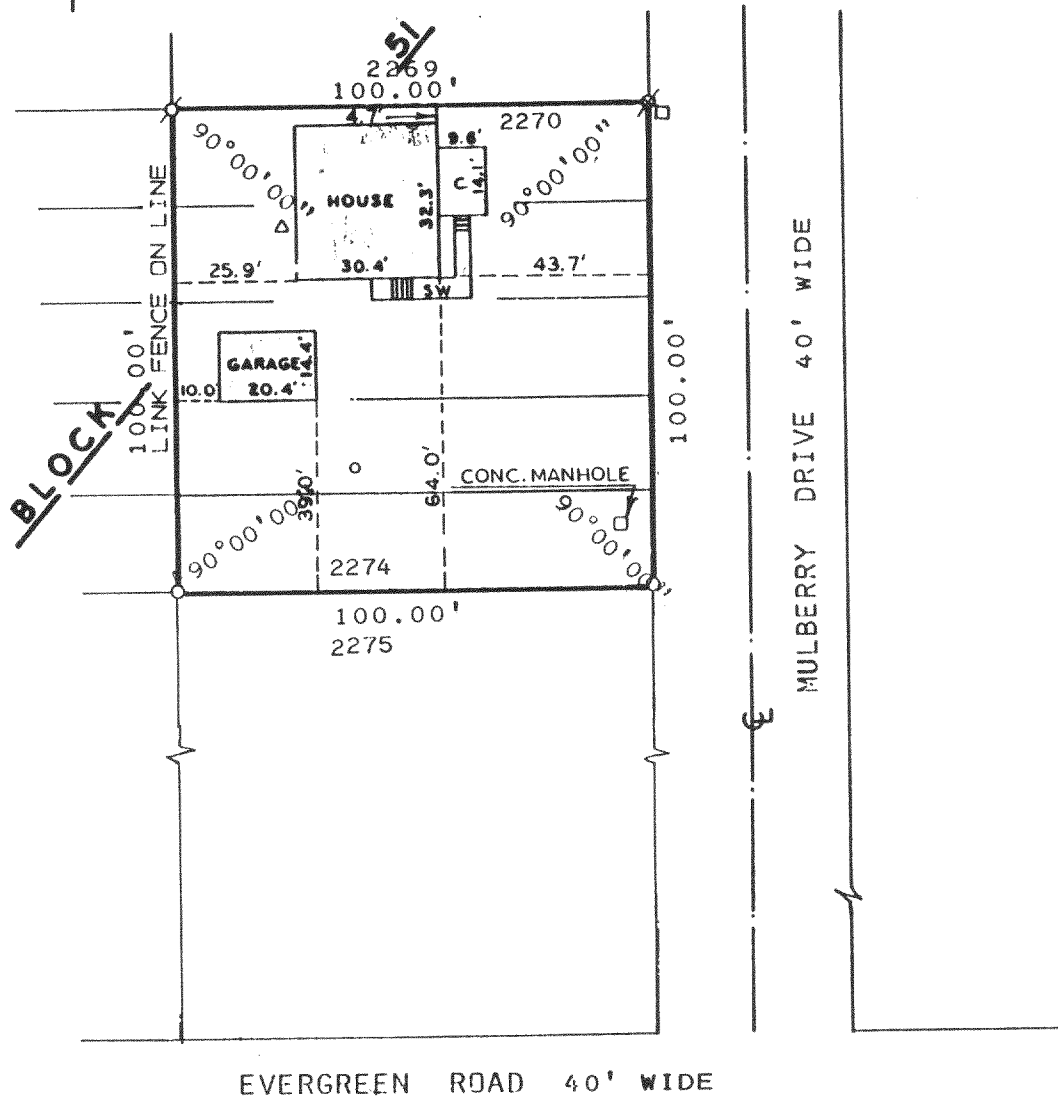 BLOCK 51
2269
100.00'
4.7'
2270
90°00'00"
9.6'
90°00'00"
C
14.1'
HOUSE
32.3'
LINK FENCE ON LINE
25.9'
30.4'
43.7'
SW
100.00'
GARAGE
14.4'
10.0'
20.4'
100.00'
MULBERRY DRIVE 40' WIDE
39.0'
64.0'
CONC. MANHOLE
90°00'00"
90°00'00"
2274
100.00'
2275
℄
EVERGREEN ROAD 40' WIDE